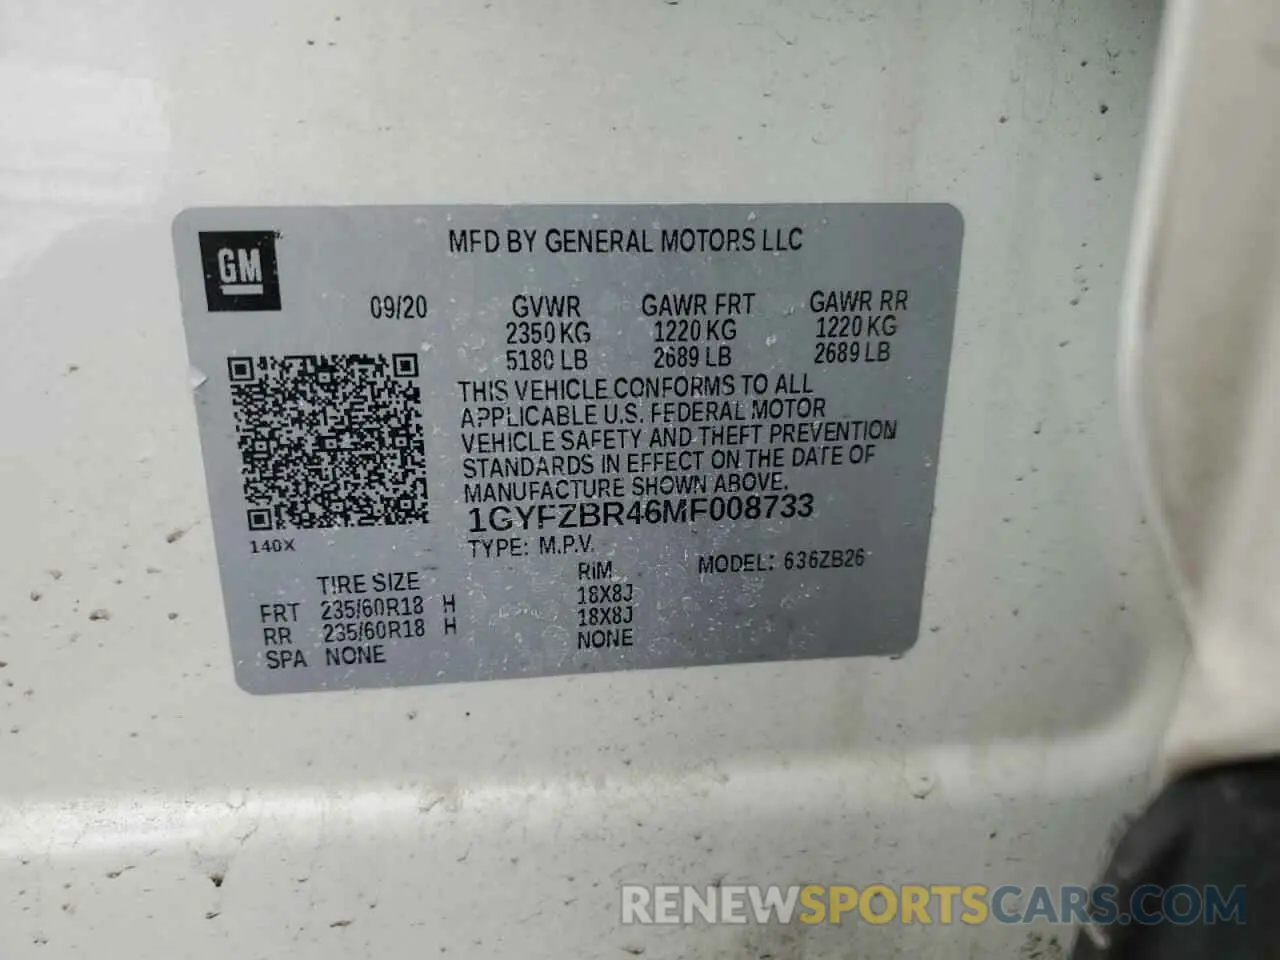 GM
MFD BY GENERAL MOTORS LLC
09/20 GVWR GAWR FRT GAWR RR
2350 KG 1220 KG 1220 KG
5180 LB 2689 LB 2689 LB
THIS VEHICLE CONFORMS TO ALL
APPLICABLE U.S. FEDERAL MOTOR
VEHICLE SAFETY AND THEFT PREVENTION
STANDARDS IN EFFECT ON THE DATE OF
MANUFACTURE SHOWN ABOVE.
1GYFZBR46MF008733
140X
TYPE: M.P.V. MODEL: 636ZB26
TIRE SIZE RIM
FRT 235/60R18 H 18X8J
RR 235/60R18 H 18X8J
SPA NONE NONE
RENEWSPORTSCARS.COM